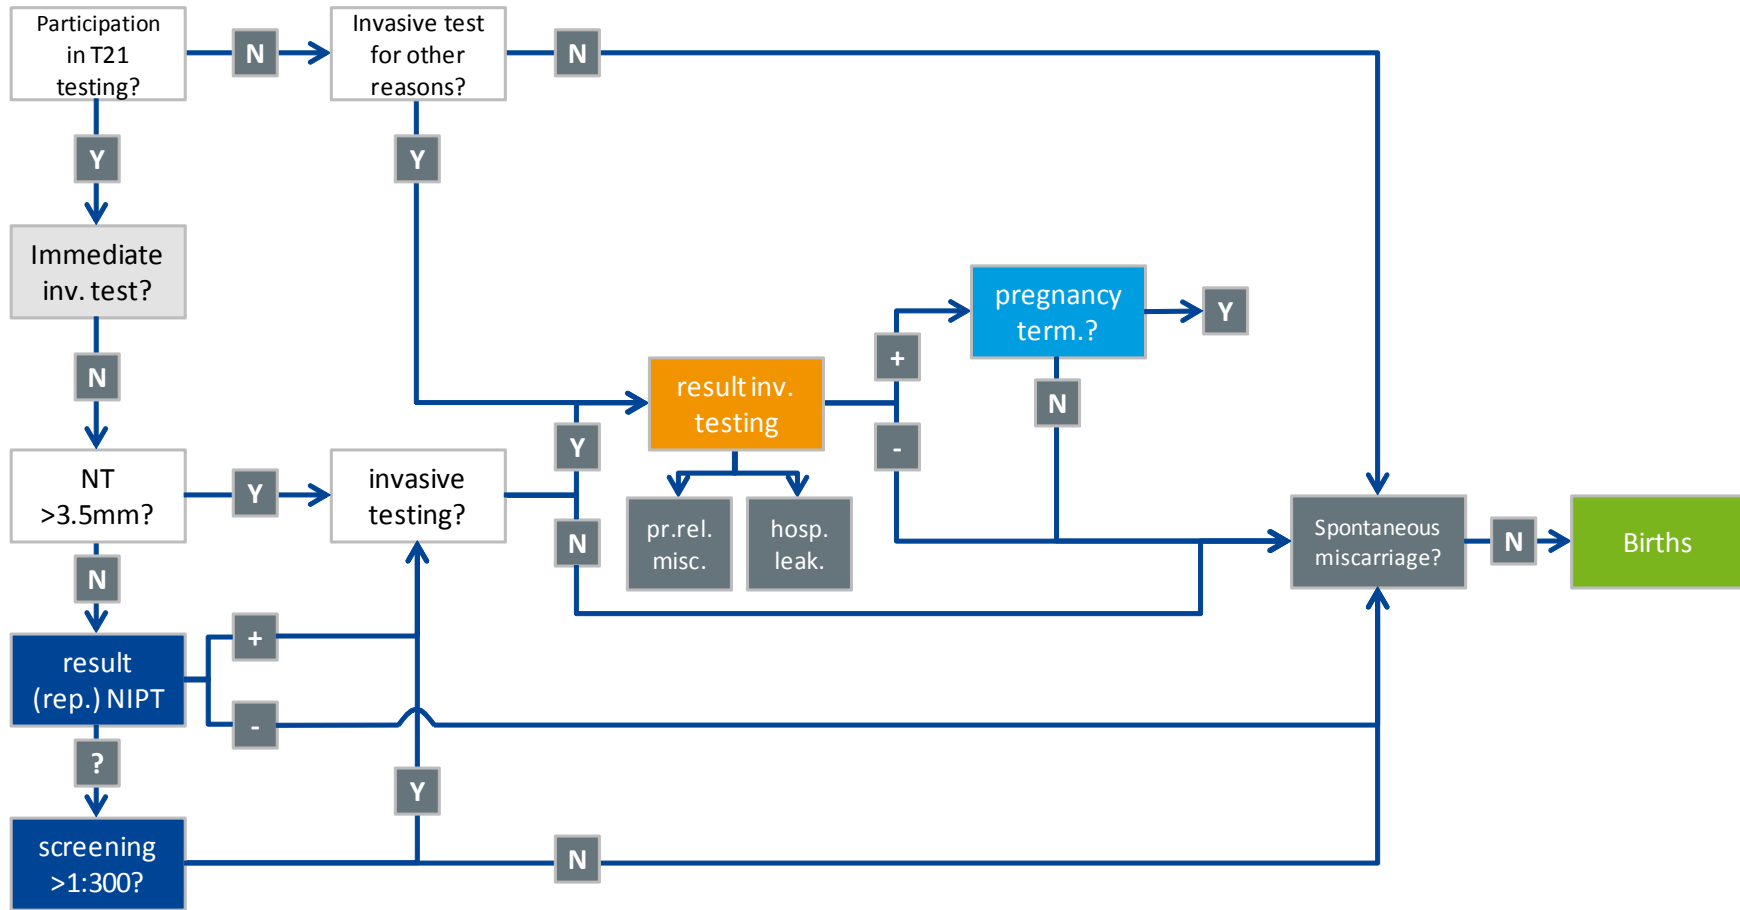 Participation
in T21
testing?
N
Invasive test
for other
reasons?
N
Y
Y
Immediate
inv. test?
N
pregnancy
term.?
Y
+
N
result inv.
testing
-
Y
NT
>3.5mm?
Y
invasive
testing?
N
pr.rel.
misc.
hosp.
leak.
Spontaneous
miscarriage?
N
Births
N
result
(rep.) NIPT
+
-
?
Y
screening
>1:300?
N